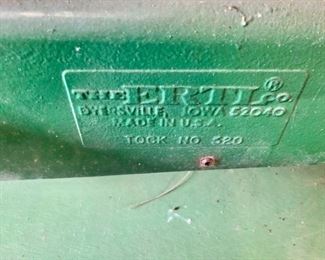 THE ERTL® CO.
DYERSVILLE IOWA 52040
MADE IN U.S.A.
TOCK NO 520